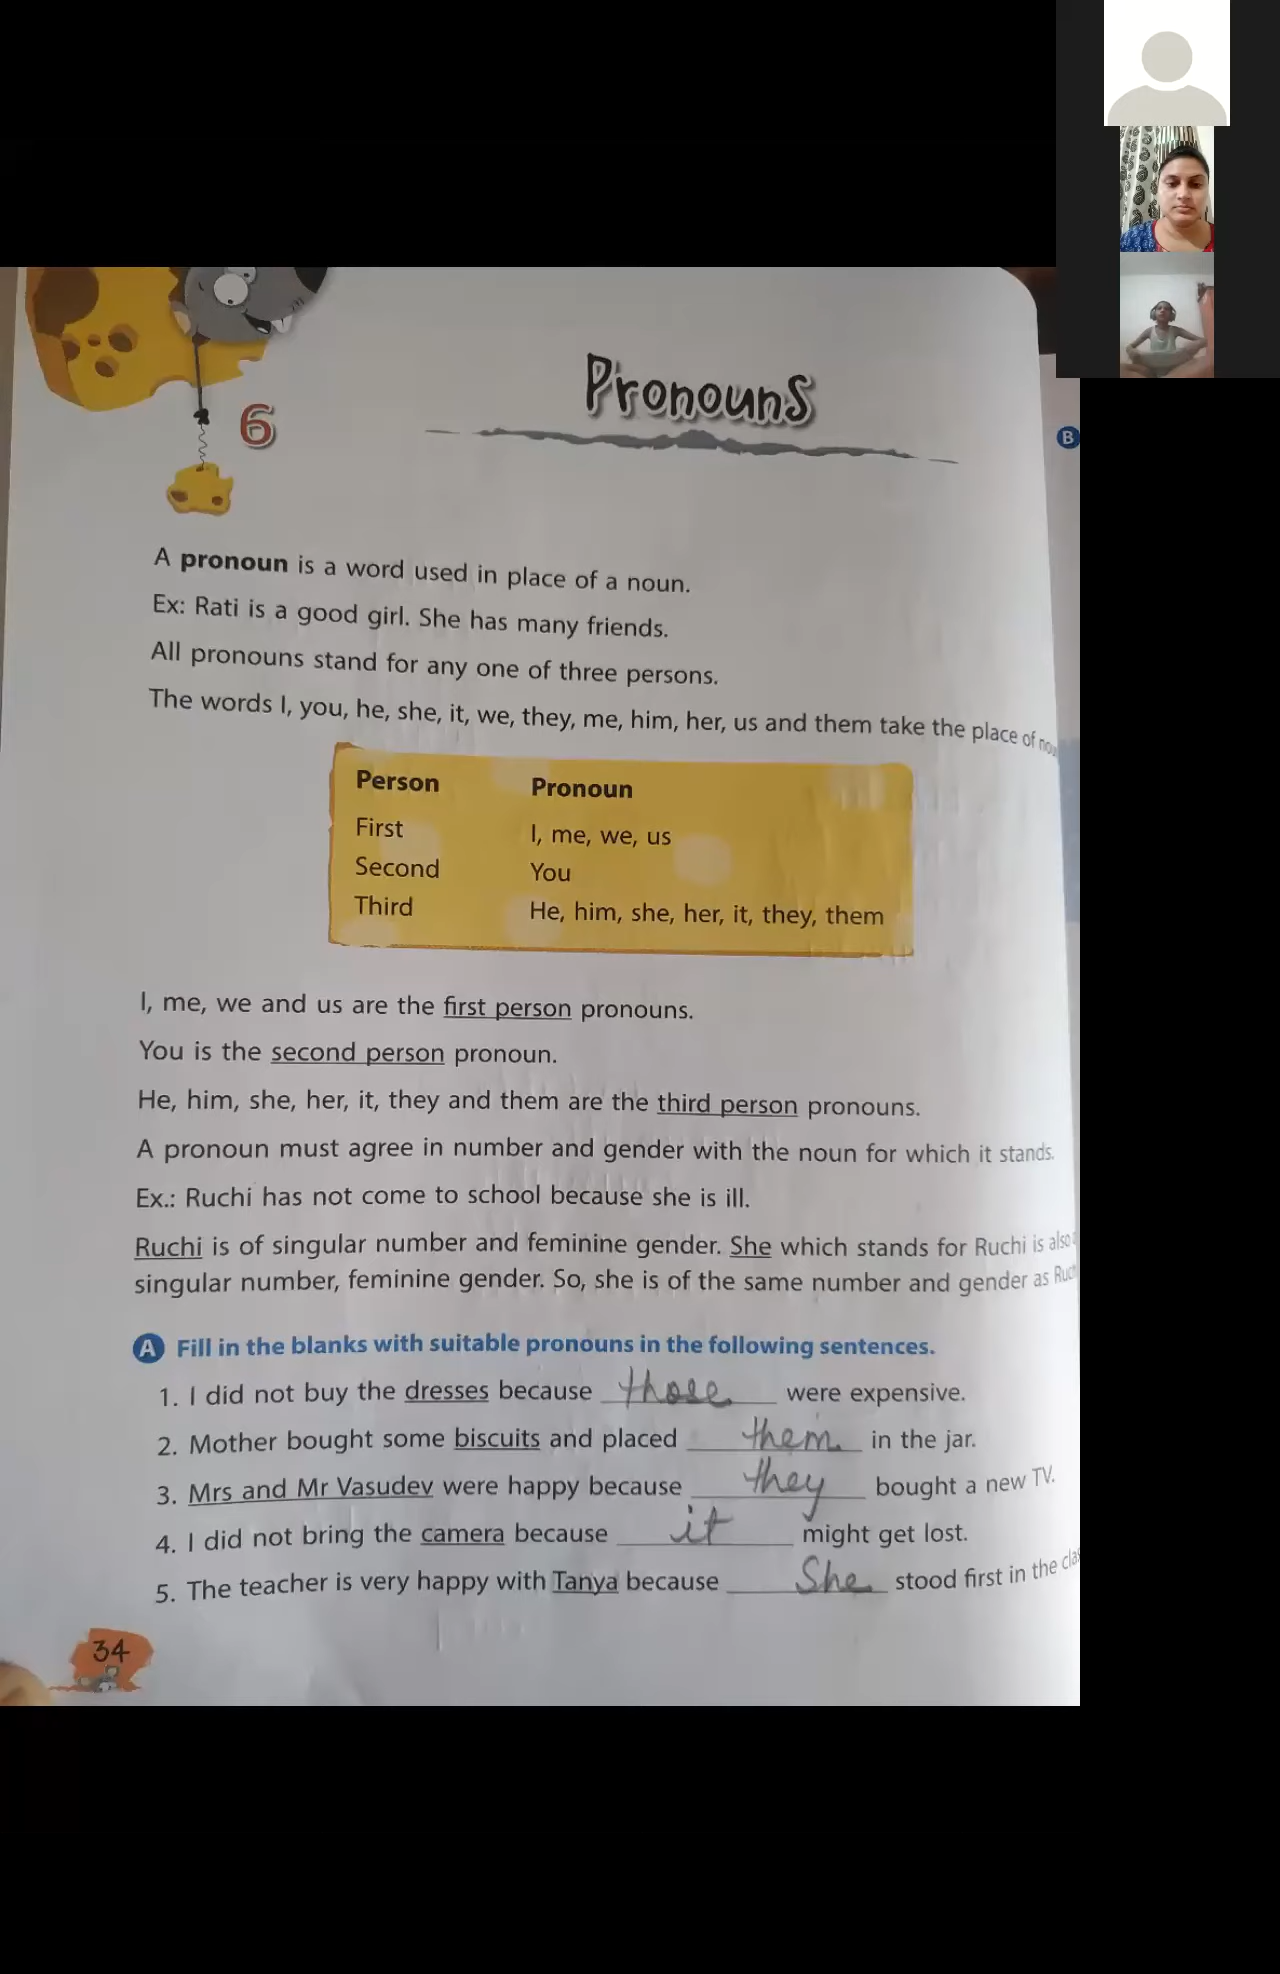 6
Pronouns
B
A pronoun is a word used in place of a noun.
Ex: Rati is a good girl. She has many friends.
All pronouns stand for any one of three persons.
The words I, you, he, she, it, we, they, me, him, her, us and them take the place of
Person Pronoun
First I, me, we, us
Second You
Third He, him, she, her, it, they, them
I, me, we and us are the first person pronouns.
You is the second person pronoun.
He, him, she, her, it, they and them are the third person pronouns.
A pronoun must agree in number and gender with the noun for which it stands.
Ex.: Ruchi has not come to school because she is ill.
Ruchi is of singular number and feminine gender. She which stands for Ruchi is also
singular number, feminine gender. So, she is of the same number and gender as
A Fill in the blanks with suitable pronouns in the following sentences.
1. I did not buy the dresses because those were expensive.
2. Mother bought some biscuits and placed them in the jar.
3. Mrs and Mr Vasudev were happy because they bought a new TV.
4. I did not bring the camera because it might get lost.
5. The teacher is very happy with Tanya because She stood first in the
34